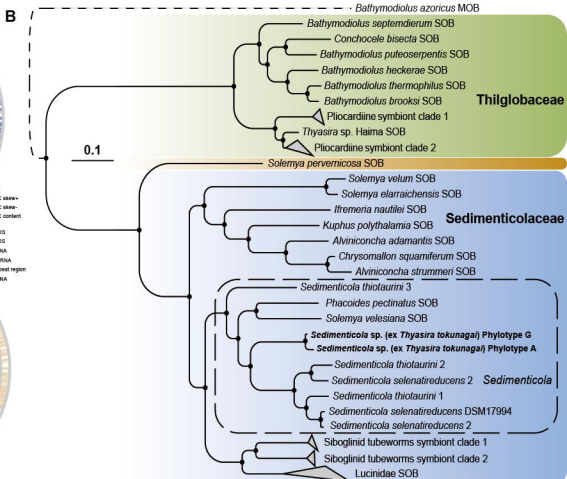 B
Bathymodiolus azoricus MOB
Bathymodiolus septemdierum SOB
Conchocele bisecta SOB
Bathymodiolus puteoserpentis SOB
Bathymodiolus heckerae SOB
Bathymodiolus thermophilus SOB
Bathymodiolus brooksi SOB
Thilglobaceae
Pliocardiine symbiont clade 1
Thyasira sp. Haima SOB
Pliocardiine symbiont clade 2
0.1
Solemya pervernicosa SOB
Solemya velum SOB
Solemya elarraichensis SOB
Ifremeria nautilei SOB
Sedimenticolaceae
Kuphus polythalamia SOB
Alviniconcha adamantis SOB
Chrysomallon squamiferum SOB
Alviniconcha strummeri SOB
Sedimenticola thiotaurini 3
Phacoides pectinatus SOB
Solemya velesiana SOB
Sedimenticola sp. (ex Thyasira tokunagai) Phylotype G
Sedimenticola sp. (ex Thyasira tokunagai) Phylotype A
Sedimenticola thiotaurini 2
Sedimenticola selenatireducens 2
Sedimenticola
Sedimenticola thiotaurini 1
Sedimenticola selenatireducens DSM17994
Sedimenticola selenatireducens 2
Siboglinid tubeworms symbiont clade 1
Siboglinid tubeworms symbiont clade 2
Lucinidae SOB
skew+
skew-
content